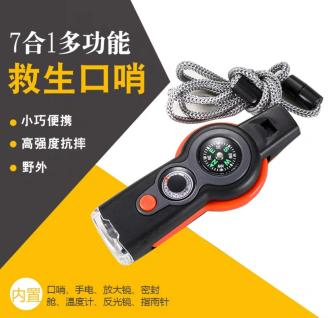 7合1多功能
救生口哨
小巧便携
高强度抗摔
野外
内置
口哨、手电、放大镜、密封
舱、温度计、反光镜、指南针